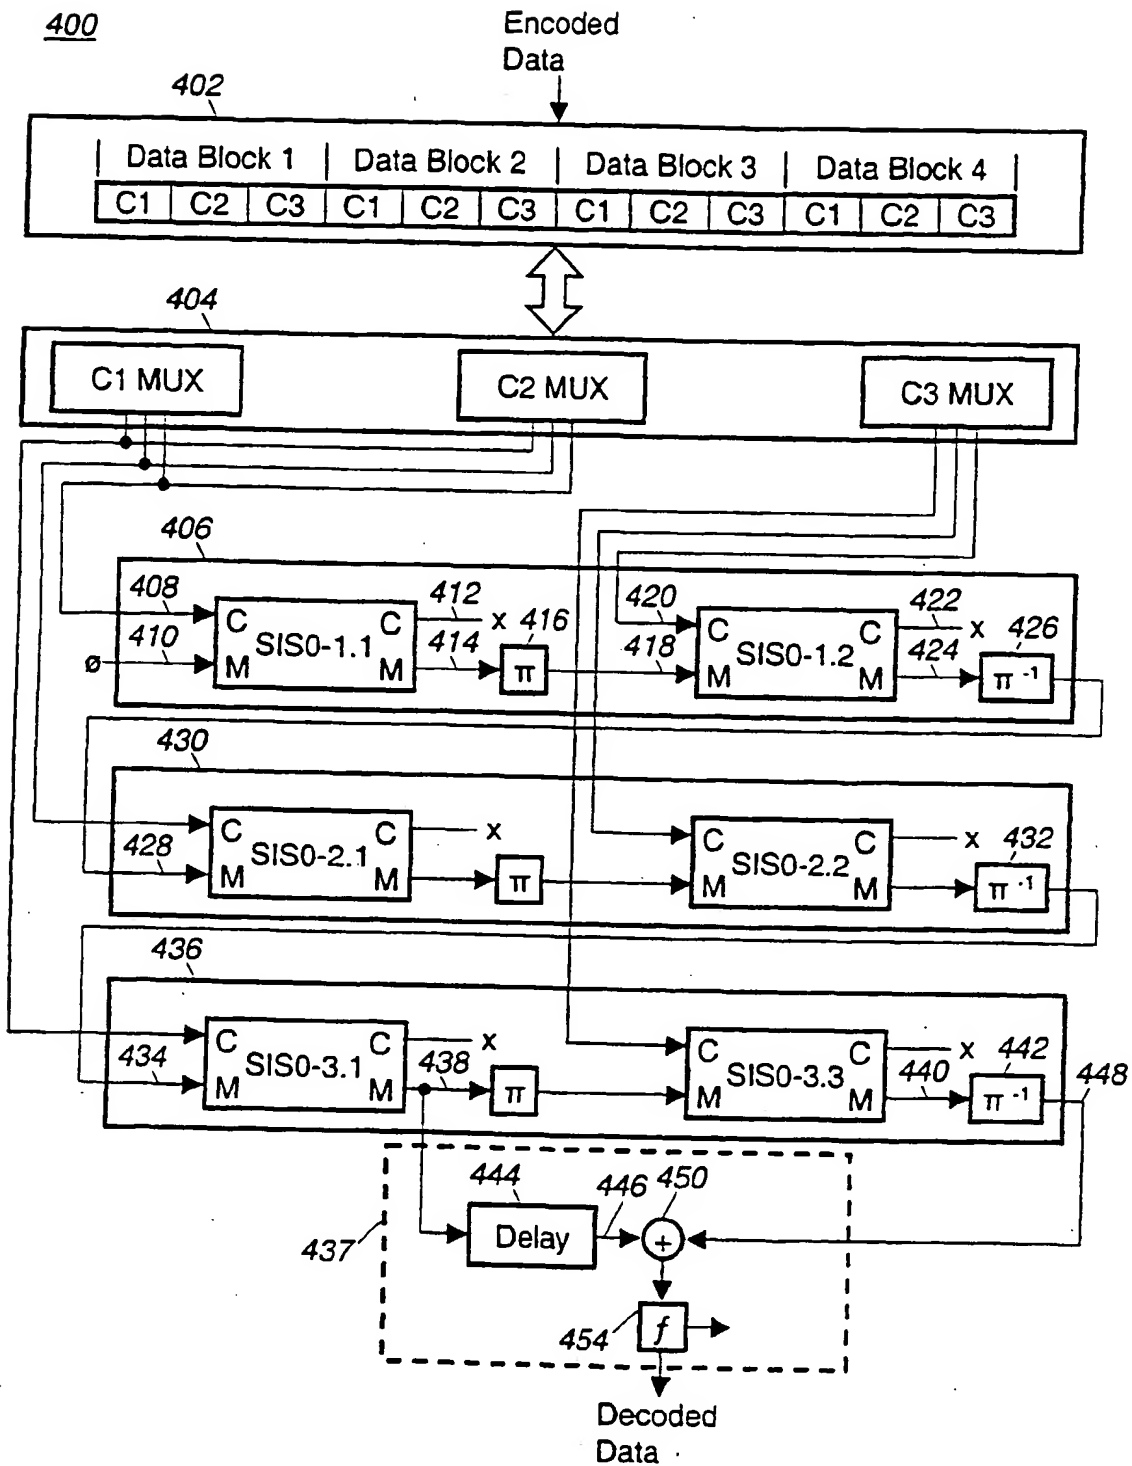 400
Encoded
Data
402
Data Block 1 Data Block 2 Data Block 3 Data Block 4
C1 C2 C3 C1 C2 C3 C1 C2 C3 C1 C2 C3
404
C1 MUX C2 MUX C3 MUX
406
408 412 x 416 420 422 x 426
C SIS0-1.1 C C SIS0-1.2 C
ø 410 M M 414 π 418 M M 424 π -1
430
C SIS0-2.1 C x C SIS0-2.2 C x 432
428 M M π M M π -1
436
C SIS0-3.1 C x C SIS0-3.3 C x 442
434 M M 438 π M M 440 π -1 448
444 446 450
437 Delay +
454 f
Decoded
Data